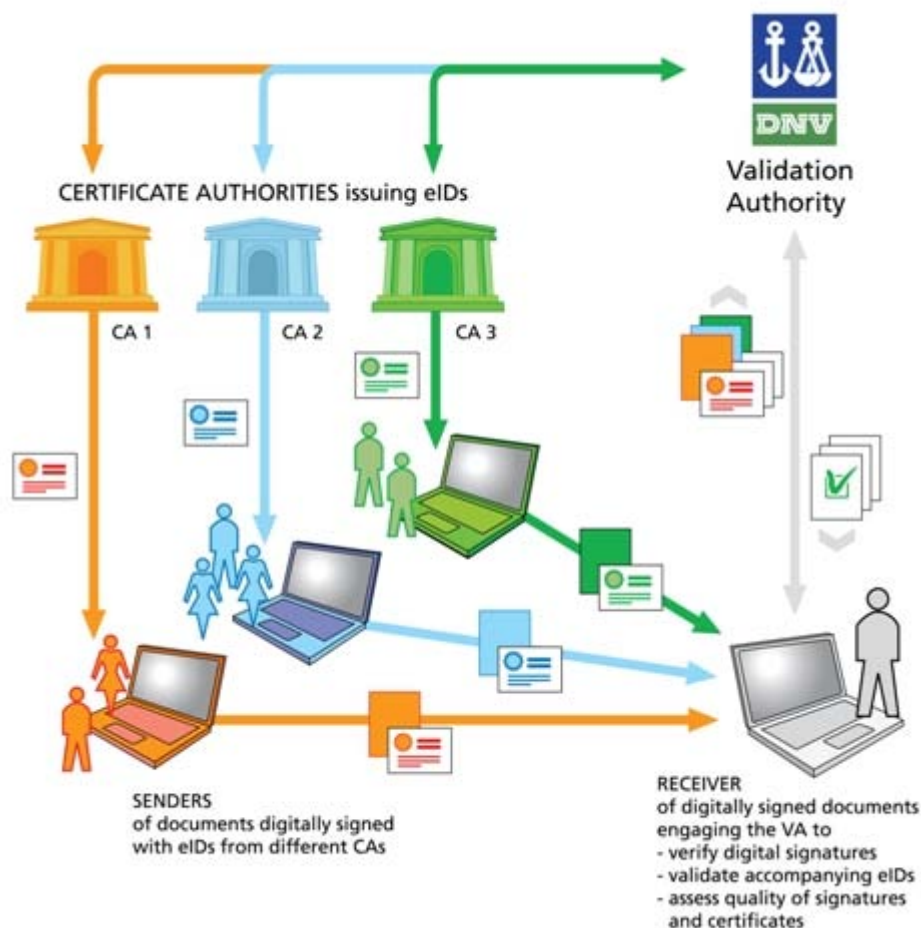 DNV
Validation
Authority
CERTIFICATE AUTHORITIES issuing eIDs
CA 1
CA 2
CA 3
SENDERS
of documents digitally signed
with eIDs from different CAs
RECEIVER
of digitally signed documents
engaging the VA to
- verify digital signatures
- validate accompanying eIDs
- assess quality of signatures
and certificates